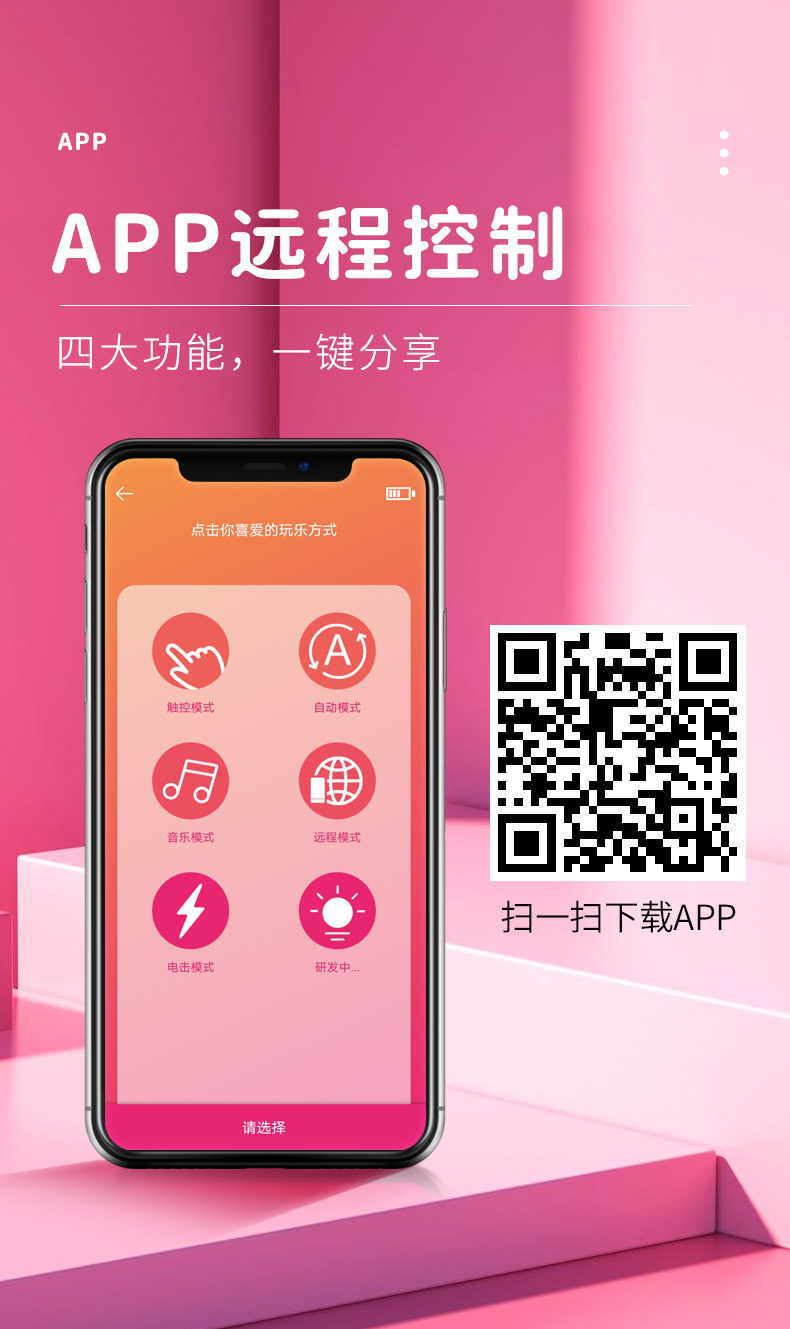 APP
APP远程控制
四大功能，一键分享
点击你喜爱的玩乐方式
A
触控模式
自动模式
音乐模式
远程模式
电击模式
研发中...
请选择
扫一扫下载APP